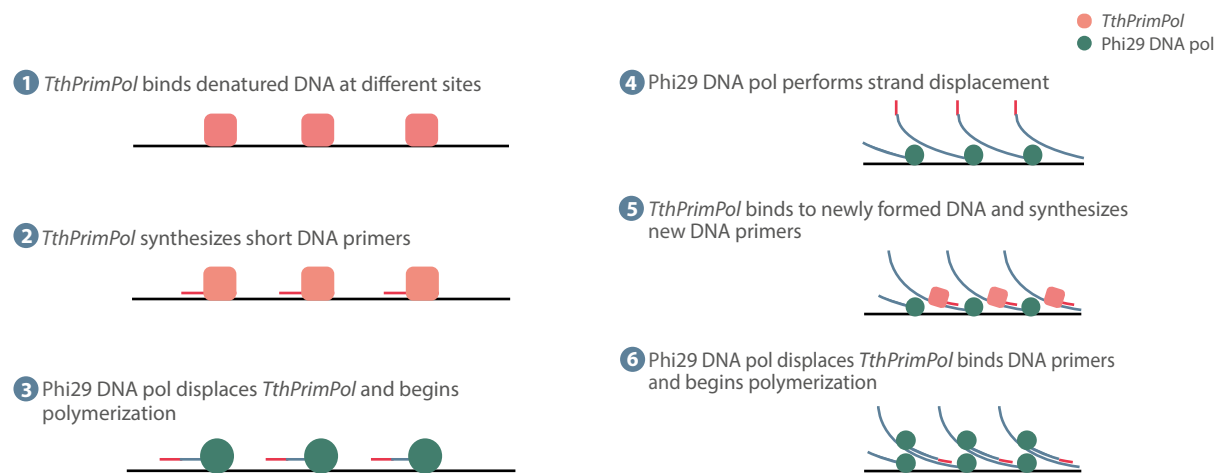 TthPrimPol
Phi29 DNA pol
1 TthPrimPol binds denatured DNA at different sites
2 TthPrimPol synthesizes short DNA primers
3 Phi29 DNA pol displaces TthPrimPol and begins
polymerization
4 Phi29 DNA pol performs strand displacement
5 TthPrimPol binds to newly formed DNA and synthesizes
new DNA primers
6 Phi29 DNA pol displaces TthPrimPol binds DNA primers
and begins polymerization